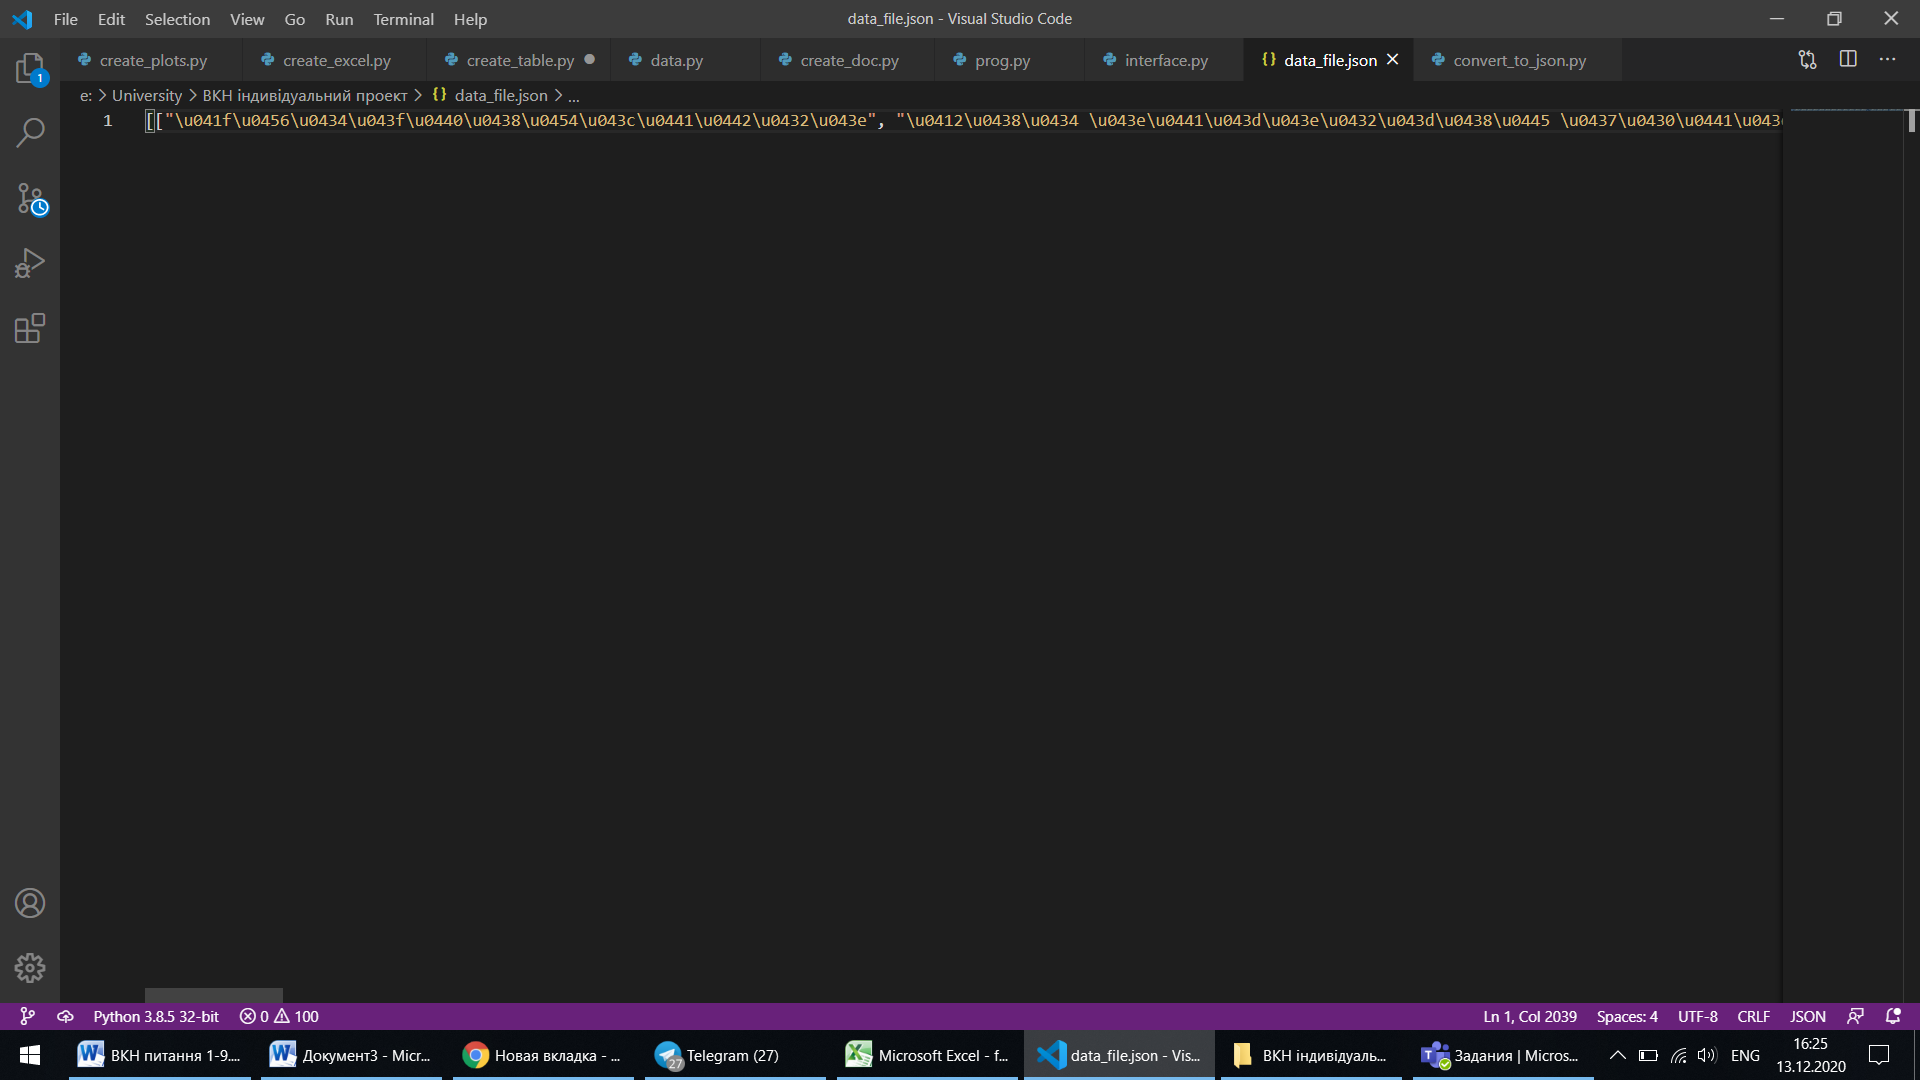 File Edit Selection View Go Run Terminal Help
data_file.json - Visual Studio Code
create_plots.py create_excel.py create_table.py data.py create_doc.py prog.py interface.py data_file.json convert_to_json.py
1
e: > University > ВКН індивідуальний проект > {} data_file.json > ...
1 [["\u041f\u0456\u0434\u043f\u0440\u0438\u0454\u043c\u0441\u0442\u0432\u043e", "\u0412\u0438\u0434 \u043e\u0441\u043d\u043e\u0432\u043d\u0438\u0445 \u0437\u0430\u0441\u043
Python 3.8.5 32-bit 0 100 Ln 1, Col 2039 Spaces: 4 UTF-8 CRLF JSON
ВКН питання 1-9.... Документ3 - Micr... Новая вкладка - ... 27 Telegram (27) Microsoft Excel - f... data_file.json - Vis... ВКН індивідуаль... Задания | Micros... ENG
16:25
13.12.2020